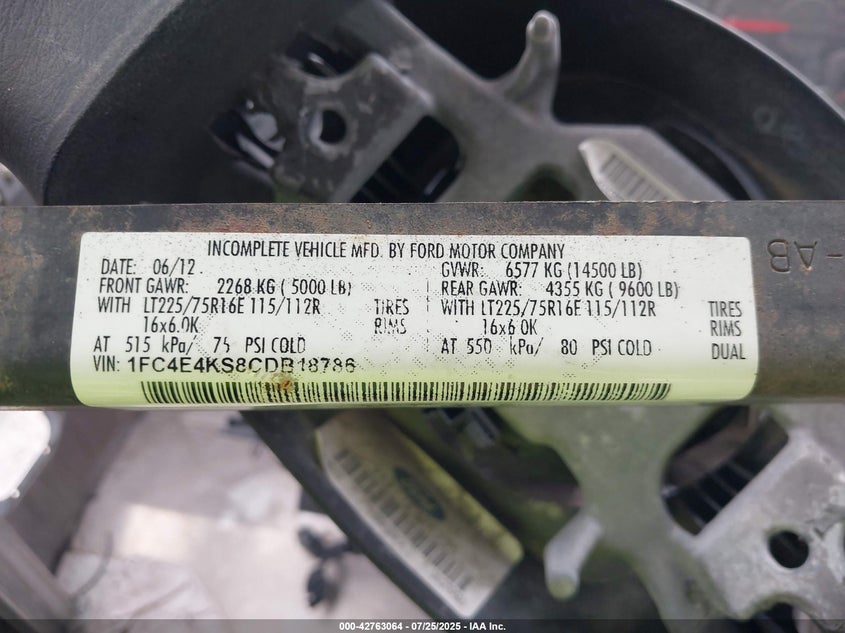 INCOMPLETE VEHICLE MFD. BY FORD MOTOR COMPANY
DATE: 06/12 GVWR: 6577 KG (14500 LB)
FRONT GAWR: 2268 KG ( 5000 LB) REAR GAWR: 4355 KG ( 9600 LB)
WITH LT225/75R16E 115/112R TIRES WITH LT225/75R16E 115/112R TIRES
16x6.0K RIMS 16x6.0K RIMS
AT 515 kPa/ 75 PSI COLD AT 550 kPa/ 80 PSI COLD DUAL
VIN: 1FC4E4KS8CDB18786
-AB
000-42763064 - 07/25/2025 - IAA Inc.